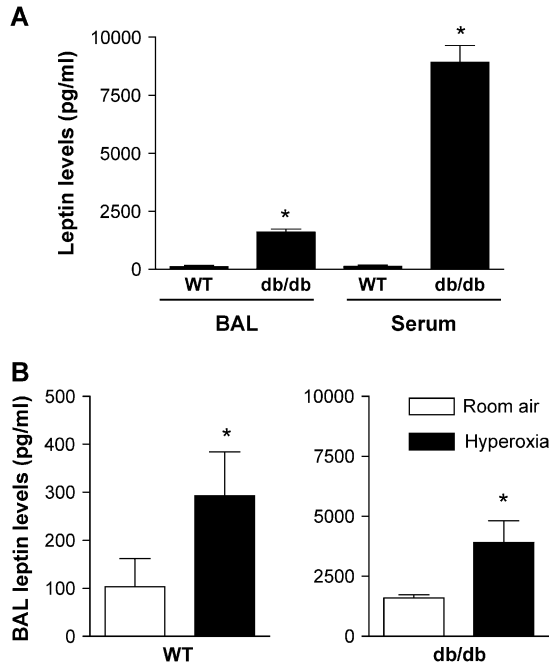 A
Leptin levels (pg/ml)
10000
7500
5000
2500
0
*
*
WT
db/db
WT
db/db
BAL
Serum
B
BAL leptin levels (pg/ml)
500
400
300
200
100
0
*
WT
10000
7500
5000
2500
0
Room air
Hyperoxia
*
db/db